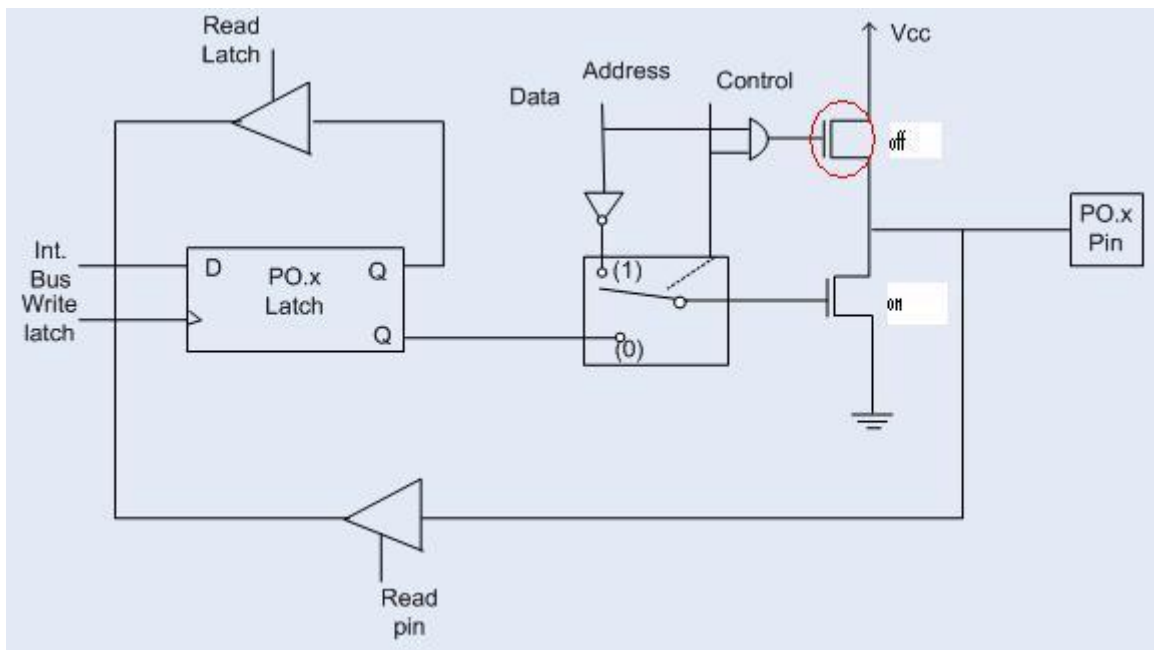 Read
Latch
Vcc
Address
Control
Data
off
PO.x
Pin
Int.
Bus
Write
latch
D
Q
PO.x
Latch
Q
(1)
(0)
on
Read
pin